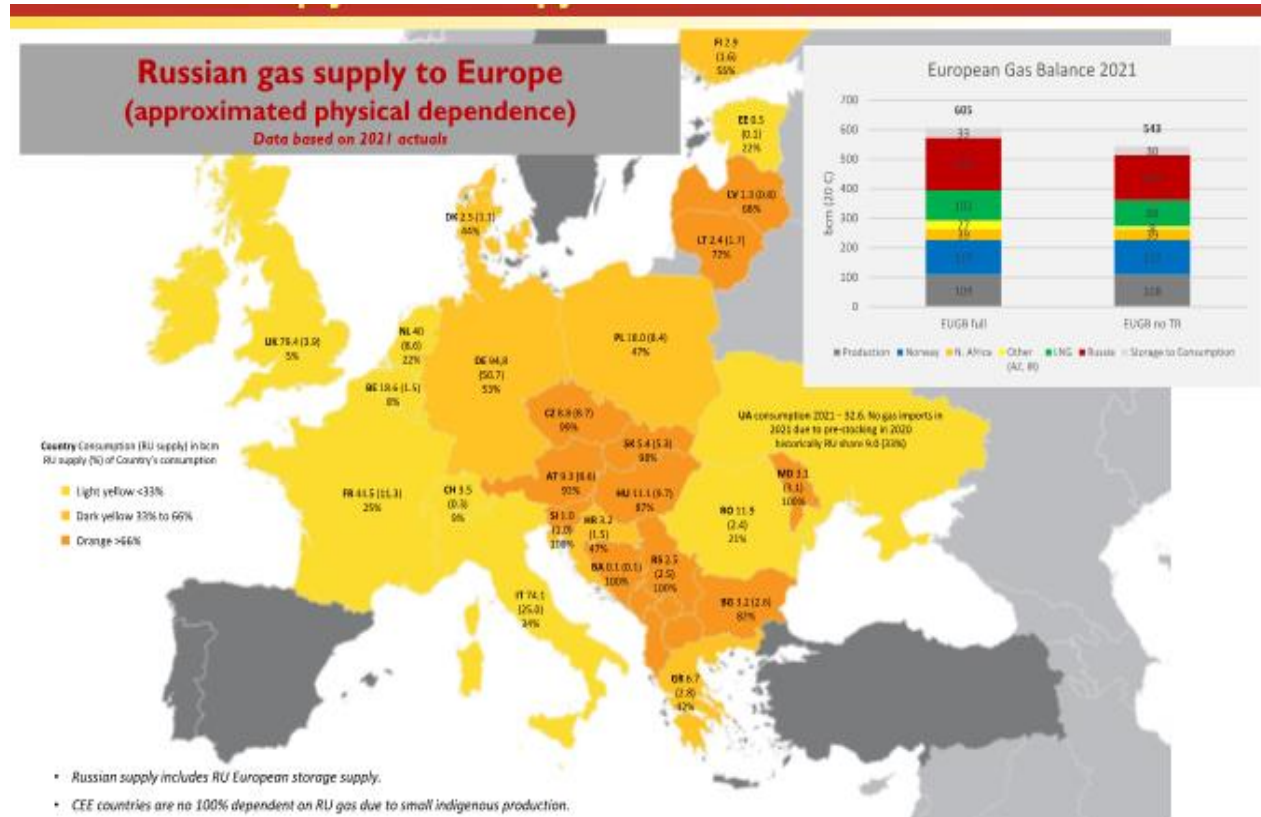 Russian gas supply to Europe
(approximated physical dependence)
Data based on 2021 actuals
FI 2.9
(1.6)
55%
EE 0.5
(0.1)
22%
LV 1.3 (0.8)
68%
LT 2.4 (1.7)
72%
DK 2.5 (1.1)
44%
UK 79.4 (3.9)
5%
NL 40
(8.6)
22%
BE 18.6 (1.5)
8%
DE 94,8
(50.7)
53%
PL 18.0 (8.4)
47%
CZ 8.8 (8.7)
99%
SK 5.4 (5.3)
98%
UA consumption 2021 – 32.6. No gas imports in
2021 due to pre-stocking in 2020
historically RU share 9.0 (33%)
AT 9.3 (8.6)
HU 11.1 (9.7)
87%
MD 3.1
(3,1)
100%
FR 41.5 (11.3)
25%
CH 3.5
(0.3)
9%
SI 1.0
(1.0)
100%
HR 3.2
(1.5)
47%
RO 11.9
(2.4)
21%
BA 0.1 (0.1)
100%
RS 2.5
(2.5)
100%
IT 74.1
(25.0)
34%
BG 3.2 (2.6)
82%
GR 6.7
(2.8)
42%
Country Consumption (RU supply) in bcm
RU supply (%) of Country's consumption
Light yellow <33%
Dark yellow 33% to 66%
Orange >66%
European Gas Balance 2021
bcm (20 C)
700
600
500
400
300
200
100
0
605
33
543
30
EUGB full
EUGB no TR
Production Norway N. Africa Other LNG Russia Storage to Consumption
• Russian supply includes RU European storage supply.
• CEE countries are no 100% dependent on RU gas due to small indigenous production.